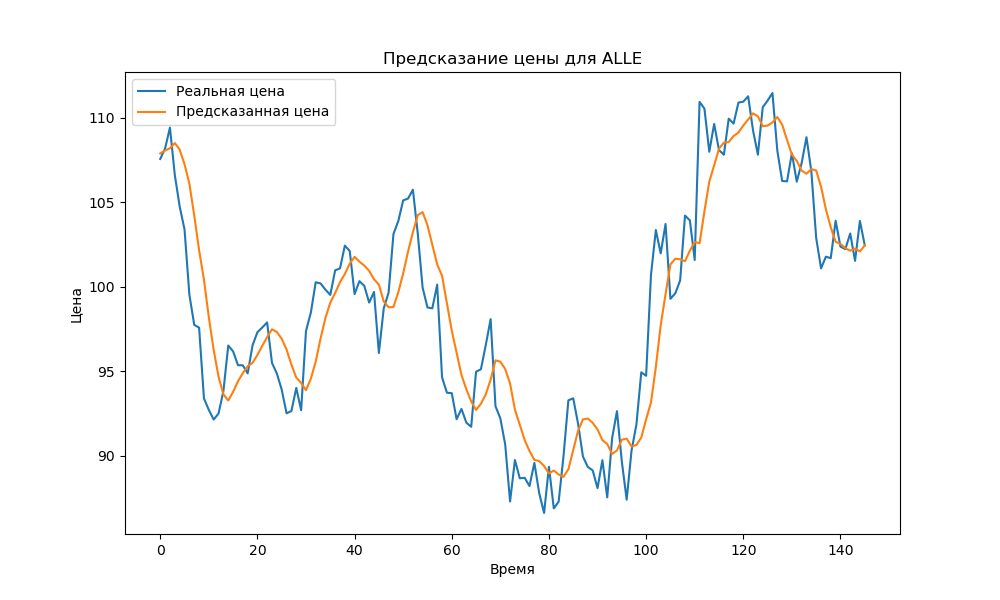 Предсказание цены для ALLE
Реальная цена
Предсказанная цена
Цена
110
105
100
95
90
0 20 40 60 80 100 120 140
Время